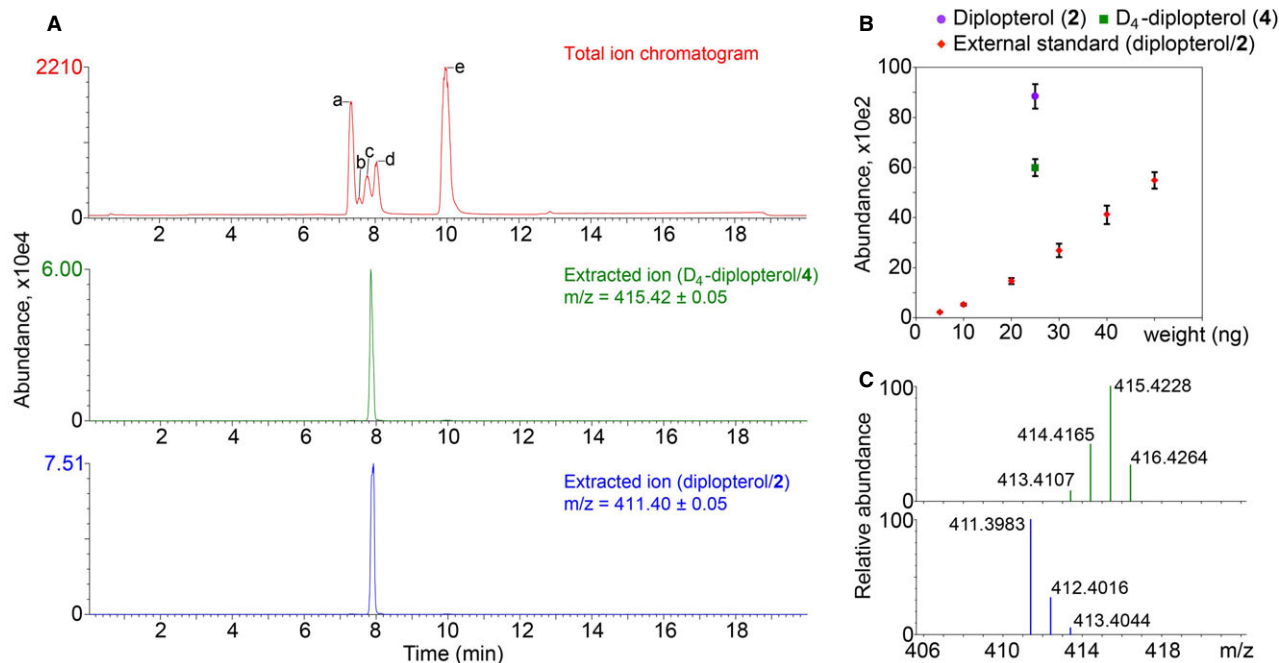 A
Total ion chromatogram
2210
a
b
c
d
e
0
2 4 6 8 10 12 14 16 18
6.00
Extracted ion (D4-diplopterol/4)
m/z = 415.42 ± 0.05
0
2 4 6 8 10 12 14 16 18
7.51
Extracted ion (diplopterol/2)
m/z = 411.40 ± 0.05
0
2 4 6 8 10 12 14 16 18
Abundance, x10e4
Time (min)
B
Diplopterol (2) D4-diplopterol (4)
External standard (diplopterol/2)
100
80
60
40
20
0
Abundance, x10e2
10 20 30 40 weight (ng)
C
100
415.4228
414.4165
416.4264
413.4107
0
100
411.3983
412.4016
413.4044
0
Relative abundance
406 410 414 418 m/z